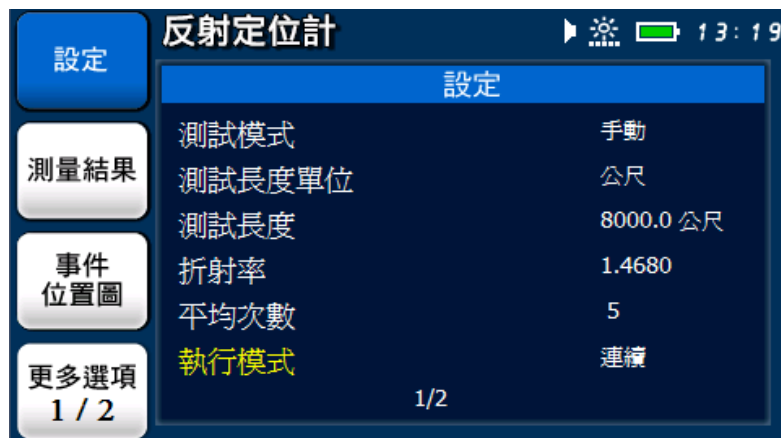 反射定位計 13:19
設定
設定
測試模式 手動
測量結果
測試長度單位 公尺
測試長度 8000.0 公尺
折射率 1.4680
事件
位置圖
平均次數 5
執行模式 連續
更多選項
1 / 2
1/2